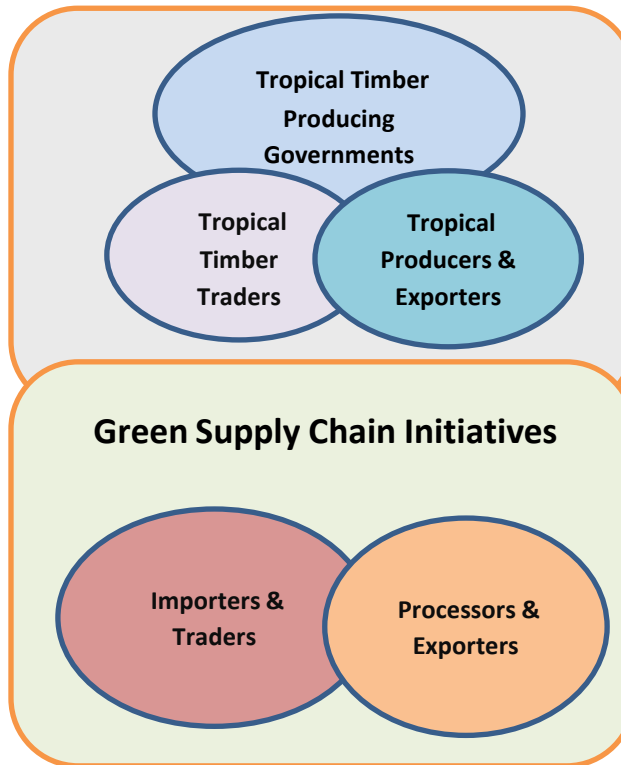 Tropical Timber
Producing
Governments
Tropical
Timber
Traders
Tropical
Producers &
Exporters
Green Supply Chain Initiatives
Importers &
Traders
Processors &
Exporters